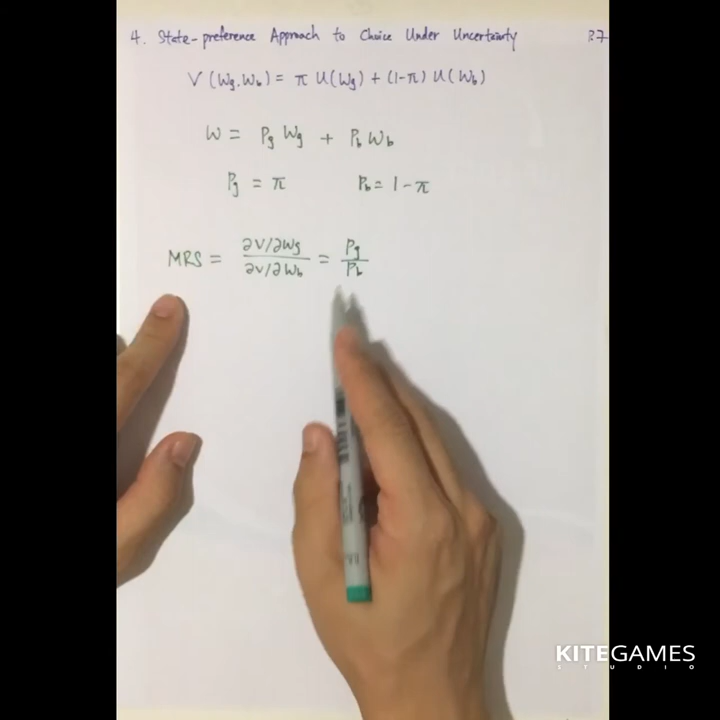 4. State-preference Approach to Choice Under Uncertainty
V (Wg, Wb) = π U(Wg) + (1-π) U(Wb)
W = Pg Wg + Pb Wb
Pg = π Pb = 1-π
MRS = ∂V/∂Wg / ∂V/∂Wb = Pg / Pb
KITEGAMES
STUDIO